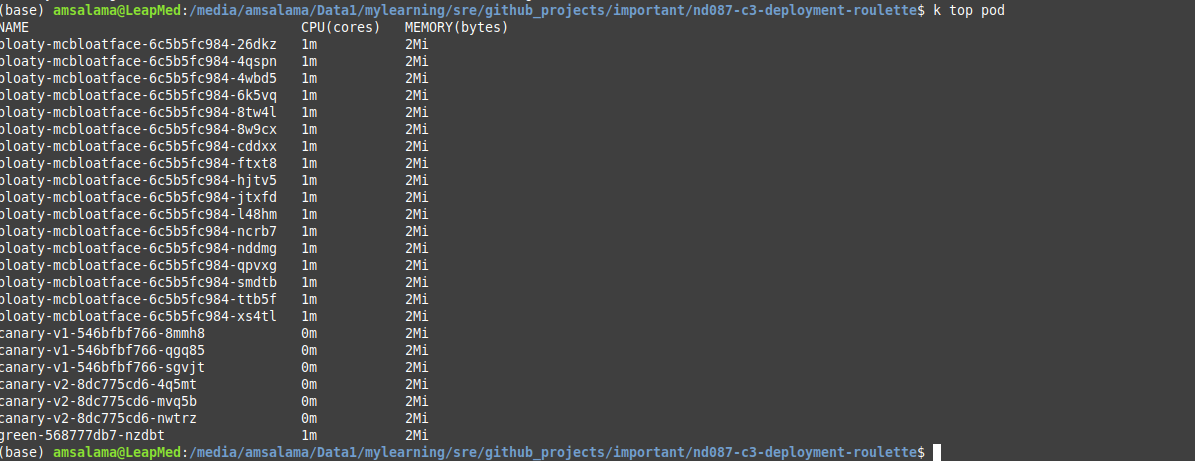 (base) amsalama@LeapMed:/media/amsalama/Data1/mylearning/sre/github_projects/important/nd087-c3-deployment-roulette$ k top pod
NAME CPU(cores) MEMORY(bytes)
bloaty-mcbloatface-6c5b5fc984-26dkz 1m 2Mi
bloaty-mcbloatface-6c5b5fc984-4qspn 1m 2Mi
bloaty-mcbloatface-6c5b5fc984-4wbd5 1m 2Mi
bloaty-mcbloatface-6c5b5fc984-6k5vq 1m 2Mi
bloaty-mcbloatface-6c5b5fc984-8tw4l 1m 2Mi
bloaty-mcbloatface-6c5b5fc984-8w9cx 1m 2Mi
bloaty-mcbloatface-6c5b5fc984-cddxx 1m 2Mi
bloaty-mcbloatface-6c5b5fc984-ftxt8 1m 2Mi
bloaty-mcbloatface-6c5b5fc984-hjtv5 1m 2Mi
bloaty-mcbloatface-6c5b5fc984-jtxfd 1m 2Mi
bloaty-mcbloatface-6c5b5fc984-l48hm 1m 2Mi
bloaty-mcbloatface-6c5b5fc984-ncrb7 1m 2Mi
bloaty-mcbloatface-6c5b5fc984-nddmg 1m 2Mi
bloaty-mcbloatface-6c5b5fc984-qpvxg 1m 2Mi
bloaty-mcbloatface-6c5b5fc984-smdtb 1m 2Mi
bloaty-mcbloatface-6c5b5fc984-ttb5f 1m 2Mi
bloaty-mcbloatface-6c5b5fc984-xs4tl 1m 2Mi
canary-v1-546bfbf766-8mmh8 0m 2Mi
canary-v1-546bfbf766-qgq85 0m 2Mi
canary-v1-546bfbf766-sgvjt 0m 2Mi
canary-v2-8dc775cd6-4q5mt 0m 2Mi
canary-v2-8dc775cd6-mvq5b 0m 2Mi
canary-v2-8dc775cd6-nwtrz 0m 2Mi
green-568777db7-nzdbt 1m 2Mi
(base) amsalama@LeapMed:/media/amsalama/Data1/mylearning/sre/github_projects/important/nd087-c3-deployment-roulette$